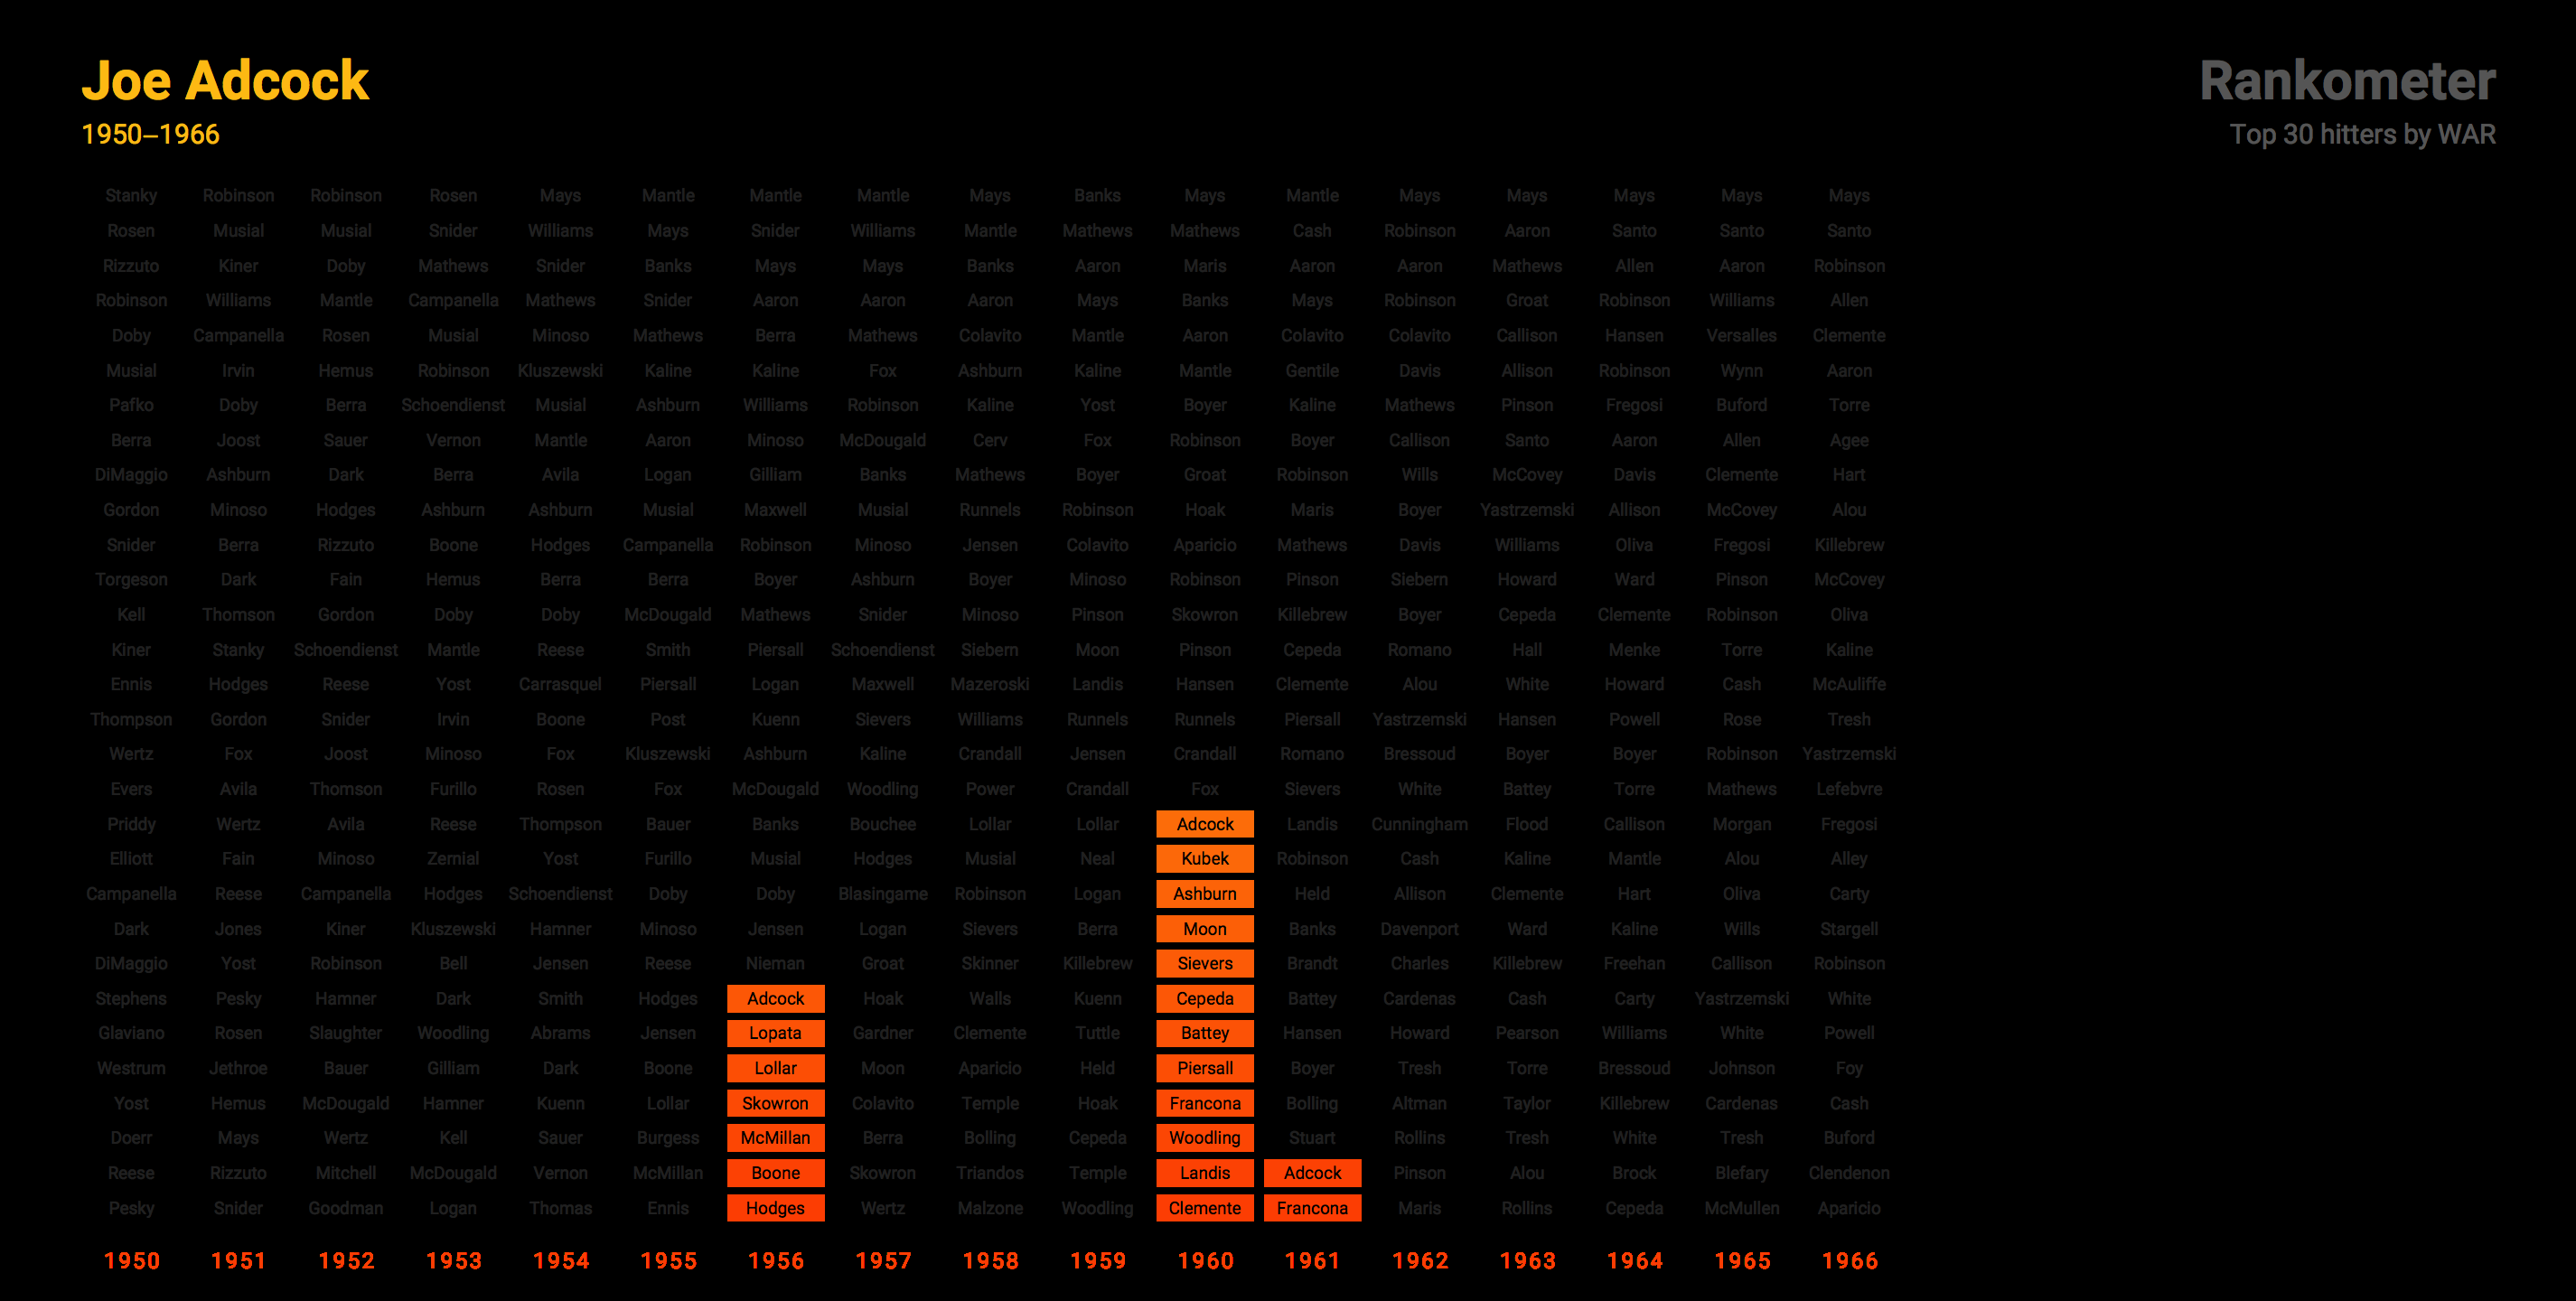 Joe Adcock
1950–1966
Rankometer
Top 30 hitters by WAR
Stanky Robinson Robinson Rosen Mays Mantle Mantle Mantle Mays Banks Mays Mantle Mays Mays Mays Mays Mays
Rosen Musial Musial Snider Williams Mays Snider Williams Mantle Mathews Mathews Cash Robinson Aaron Santo Santo Santo
Rizzuto Kiner Doby Mathews Snider Banks Mays Mays Banks Aaron Maris Aaron Aaron Mathews Allen Aaron Robinson
Robinson Williams Mantle Campanella Mathews Snider Aaron Aaron Aaron Mays Banks Mays Robinson Groat Robinson Williams Allen
Doby Campanella Rosen Musial Minoso Mathews Berra Mathews Colavito Mantle Aaron Colavito Colavito Callison Hansen Versalles Clemente
Musial Irvin Hemus Robinson Kluszewski Kaline Kaline Fox Ashburn Kaline Mantle Gentile Davis Allison Robinson Wynn Aaron
Pafko Doby Berra Schoendienst Musial Ashburn Williams Robinson Kaline Yost Boyer Kaline Mathews Pinson Fregosi Buford Torre
Berra Joost Sauer Vernon Mantle Aaron Minoso McDougald Cerv Fox Robinson Boyer Callison Santo Aaron Allen Agee
DiMaggio Ashburn Dark Berra Avila Logan Gilliam Banks Mathews Boyer Groat Robinson Wills McCovey Davis Clemente Hart
Gordon Minoso Hodges Ashburn Ashburn Musial Maxwell Musial Runnels Robinson Hoak Maris Boyer Yastrzemski Allison McCovey Alou
Snider Berra Rizzuto Boone Hodges Campanella Robinson Minoso Jensen Colavito Aparicio Mathews Davis Williams Oliva Fregosi Killebrew
Torgeson Dark Fain Hemus Berra Berra Boyer Ashburn Boyer Minoso Robinson Pinson Siebern Howard Ward Pinson McCovey
Kell Thomson Gordon Doby Doby McDougald Mathews Snider Minoso Pinson Skowron Killebrew Boyer Cepeda Clemente Robinson Oliva
Kiner Stanky Schoendienst Mantle Reese Smith Piersall Schoendienst Siebern Moon Pinson Cepeda Romano Hall Menke Torre Kaline
Ennis Hodges Reese Yost Carrasquel Piersall Logan Maxwell Mazeroski Landis Hansen Clemente Alou White Howard Cash McAuliffe
Thompson Gordon Snider Irvin Boone Post Kuenn Sievers Williams Runnels Runnels Piersall Yastrzemski Hansen Powell Rose Tresh
Wertz Fox Joost Minoso Fox Kluszewski Ashburn Kaline Crandall Jensen Crandall Romano Bressoud Boyer Boyer Robinson Yastrzemski
Evers Avila Thomson Furillo Rosen Fox McDougald Woodling Power Crandall Fox Sievers White Battey Torre Mathews Lefebvre
Priddy Wertz Avila Reese Thompson Bauer Banks Bouchee Lollar Lollar Adcock Landis Cunningham Flood Callison Morgan Fregosi
Elliott Fain Minoso Zernial Yost Furillo Musial Hodges Musial Neal Kubek Robinson Cash Kaline Mantle Alou Alley
Campanella Reese Campanella Hodges Schoendienst Doby Doby Blasingame Robinson Logan Ashburn Held Allison Clemente Hart Oliva Carty
Dark Jones Kiner Kluszewski Hamner Minoso Jensen Logan Sievers Berra Moon Banks Davenport Ward Kaline Wills Stargell
DiMaggio Yost Robinson Bell Jensen Reese Nieman Groat Skinner Killebrew Sievers Brandt Charles Killebrew Freehan Callison Robinson
Stephens Pesky Hamner Dark Smith Hodges Adcock Hoak Walls Kuenn Cepeda Battey Cardenas Cash Carty Yastrzemski White
Glaviano Rosen Slaughter Woodling Abrams Jensen Lopata Gardner Clemente Tuttle Battey Hansen Howard Pearson Williams White Powell
Westrum Jethroe Bauer Gilliam Dark Boone Lollar Moon Aparicio Held Piersall Boyer Tresh Torre Bressoud Johnson Foy
Yost Hemus McDougald Hamner Kuenn Lollar Skowron Colavito Temple Hoak Francona Bolling Altman Taylor Killebrew Cardenas Cash
Doerr Mays Wertz Kell Sauer Burgess McMillan Berra Bolling Cepeda Woodling Stuart Rollins Tresh White Tresh Buford
Reese Rizzuto Mitchell McDougald Vernon McMillan Boone Skowron Triandos Temple Landis Adcock Pinson Alou Brock Blefary Clendenon
Pesky Snider Goodman Logan Thomas Ennis Hodges Wertz Malzone Woodling Clemente Francona Maris Rollins Cepeda McMullen Aparicio
1950 1951 1952 1953 1954 1955 1956 1957 1958 1959 1960 1961 1962 1963 1964 1965 1966